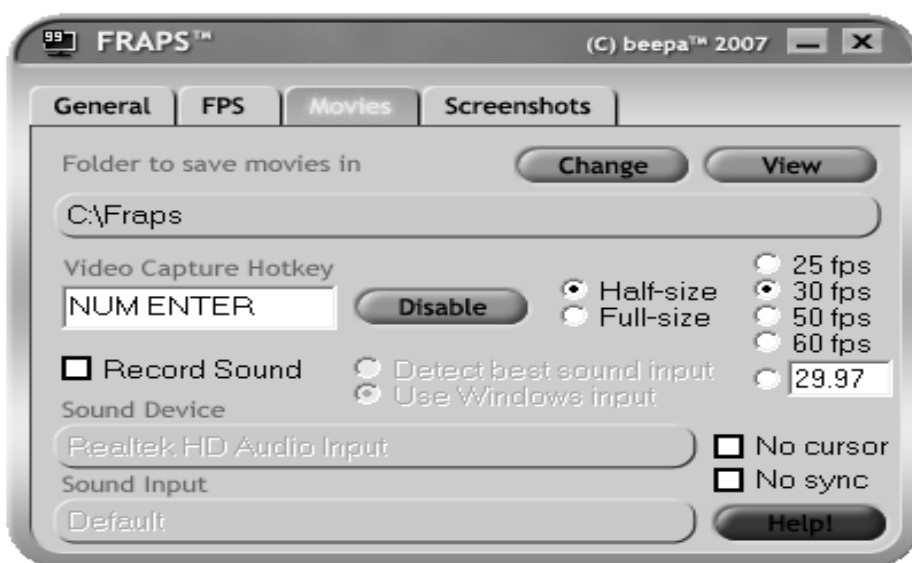 99 FRAPS™ (C) beepa™ 2007
General FPS Movies Screenshots
Folder to save movies in Change View
C:\Fraps
Video Capture Hotkey
NUM ENTER Disable
Half-size
Full-size
25 fps
30 fps
50 fps
60 fps
29.97
Record Sound
Detect best sound input
Use Windows input
Sound Device
Realtek HD Audio Input
No cursor
Sound Input
No sync
Default
Help!